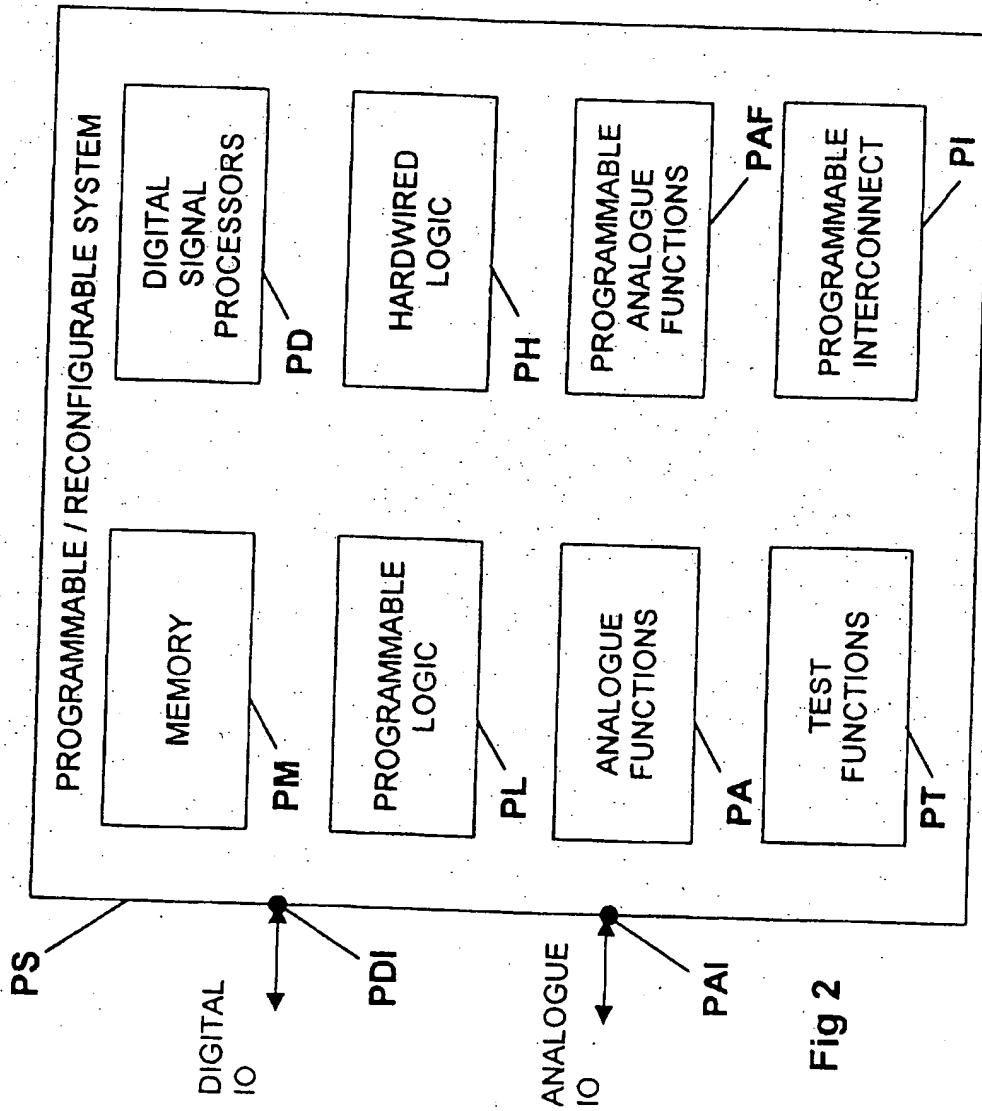 PROGRAMMABLE / RECONFIGURABLE SYSTEM
PS
MEMORY
PM
DIGITAL
SIGNAL
PROCESSORS
PD
DIGITAL
IO
PDI
PROGRAMMABLE
LOGIC
PL
HARDWIRED
LOGIC
PH
ANALOGUE
FUNCTIONS
PA
PROGRAMMABLE
ANALOGUE
FUNCTIONS
PAF
ANALOGUE
IO
PAI
TEST
FUNCTIONS
PT
PROGRAMMABLE
INTERCONNECT
PI
Fig 2